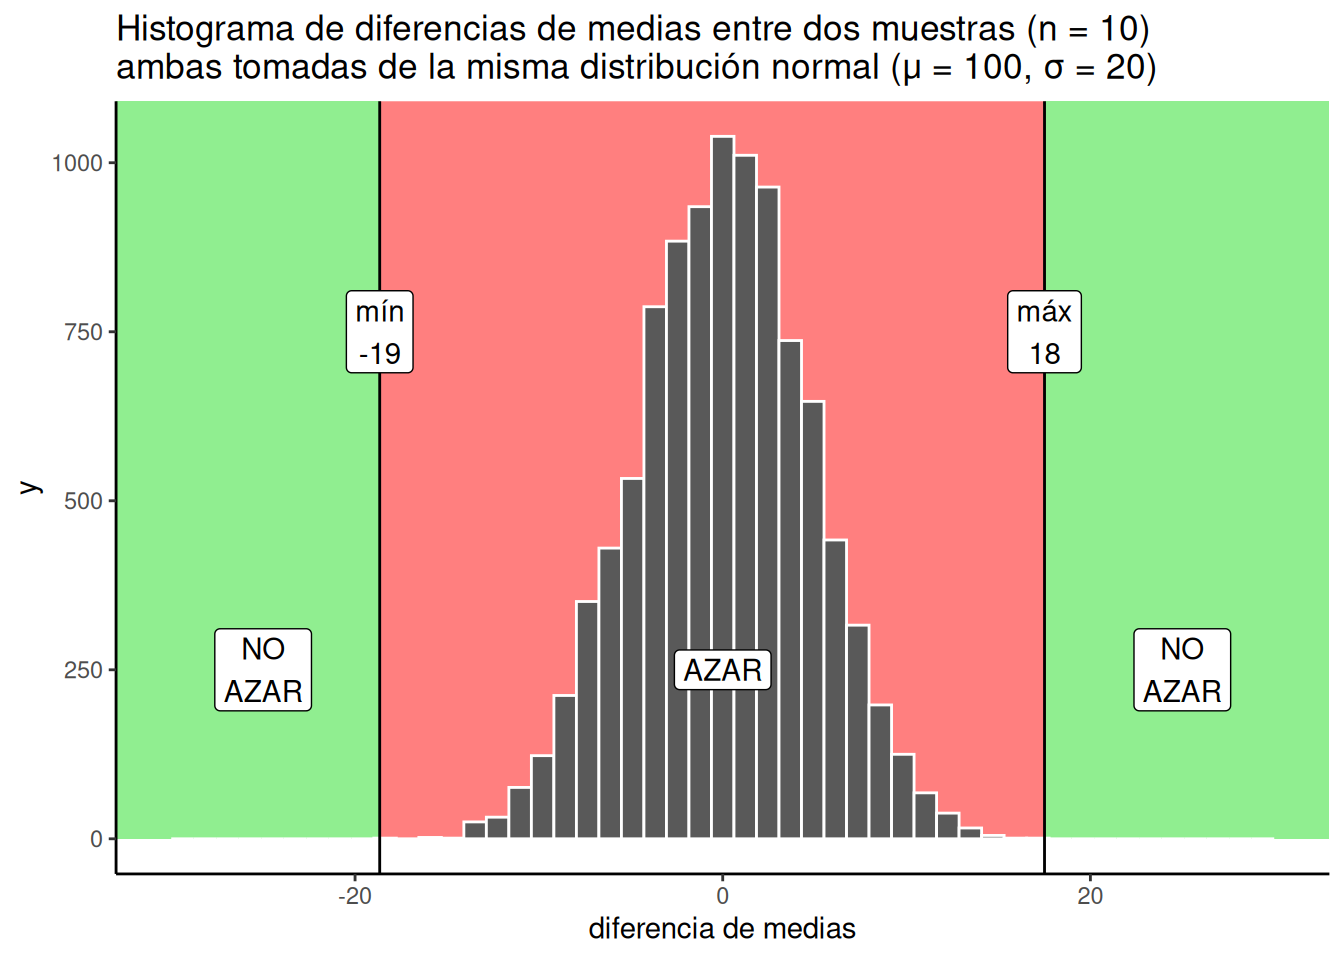 Histograma de diferencias de medias entre dos muestras (n = 10)
ambas tomadas de la misma distribución normal (μ = 100, σ = 20)
1000
750
500
250
0
y
mín
-19
máx
18
NO
AZAR
AZAR
NO
AZAR
-20
0
20
diferencia de medias